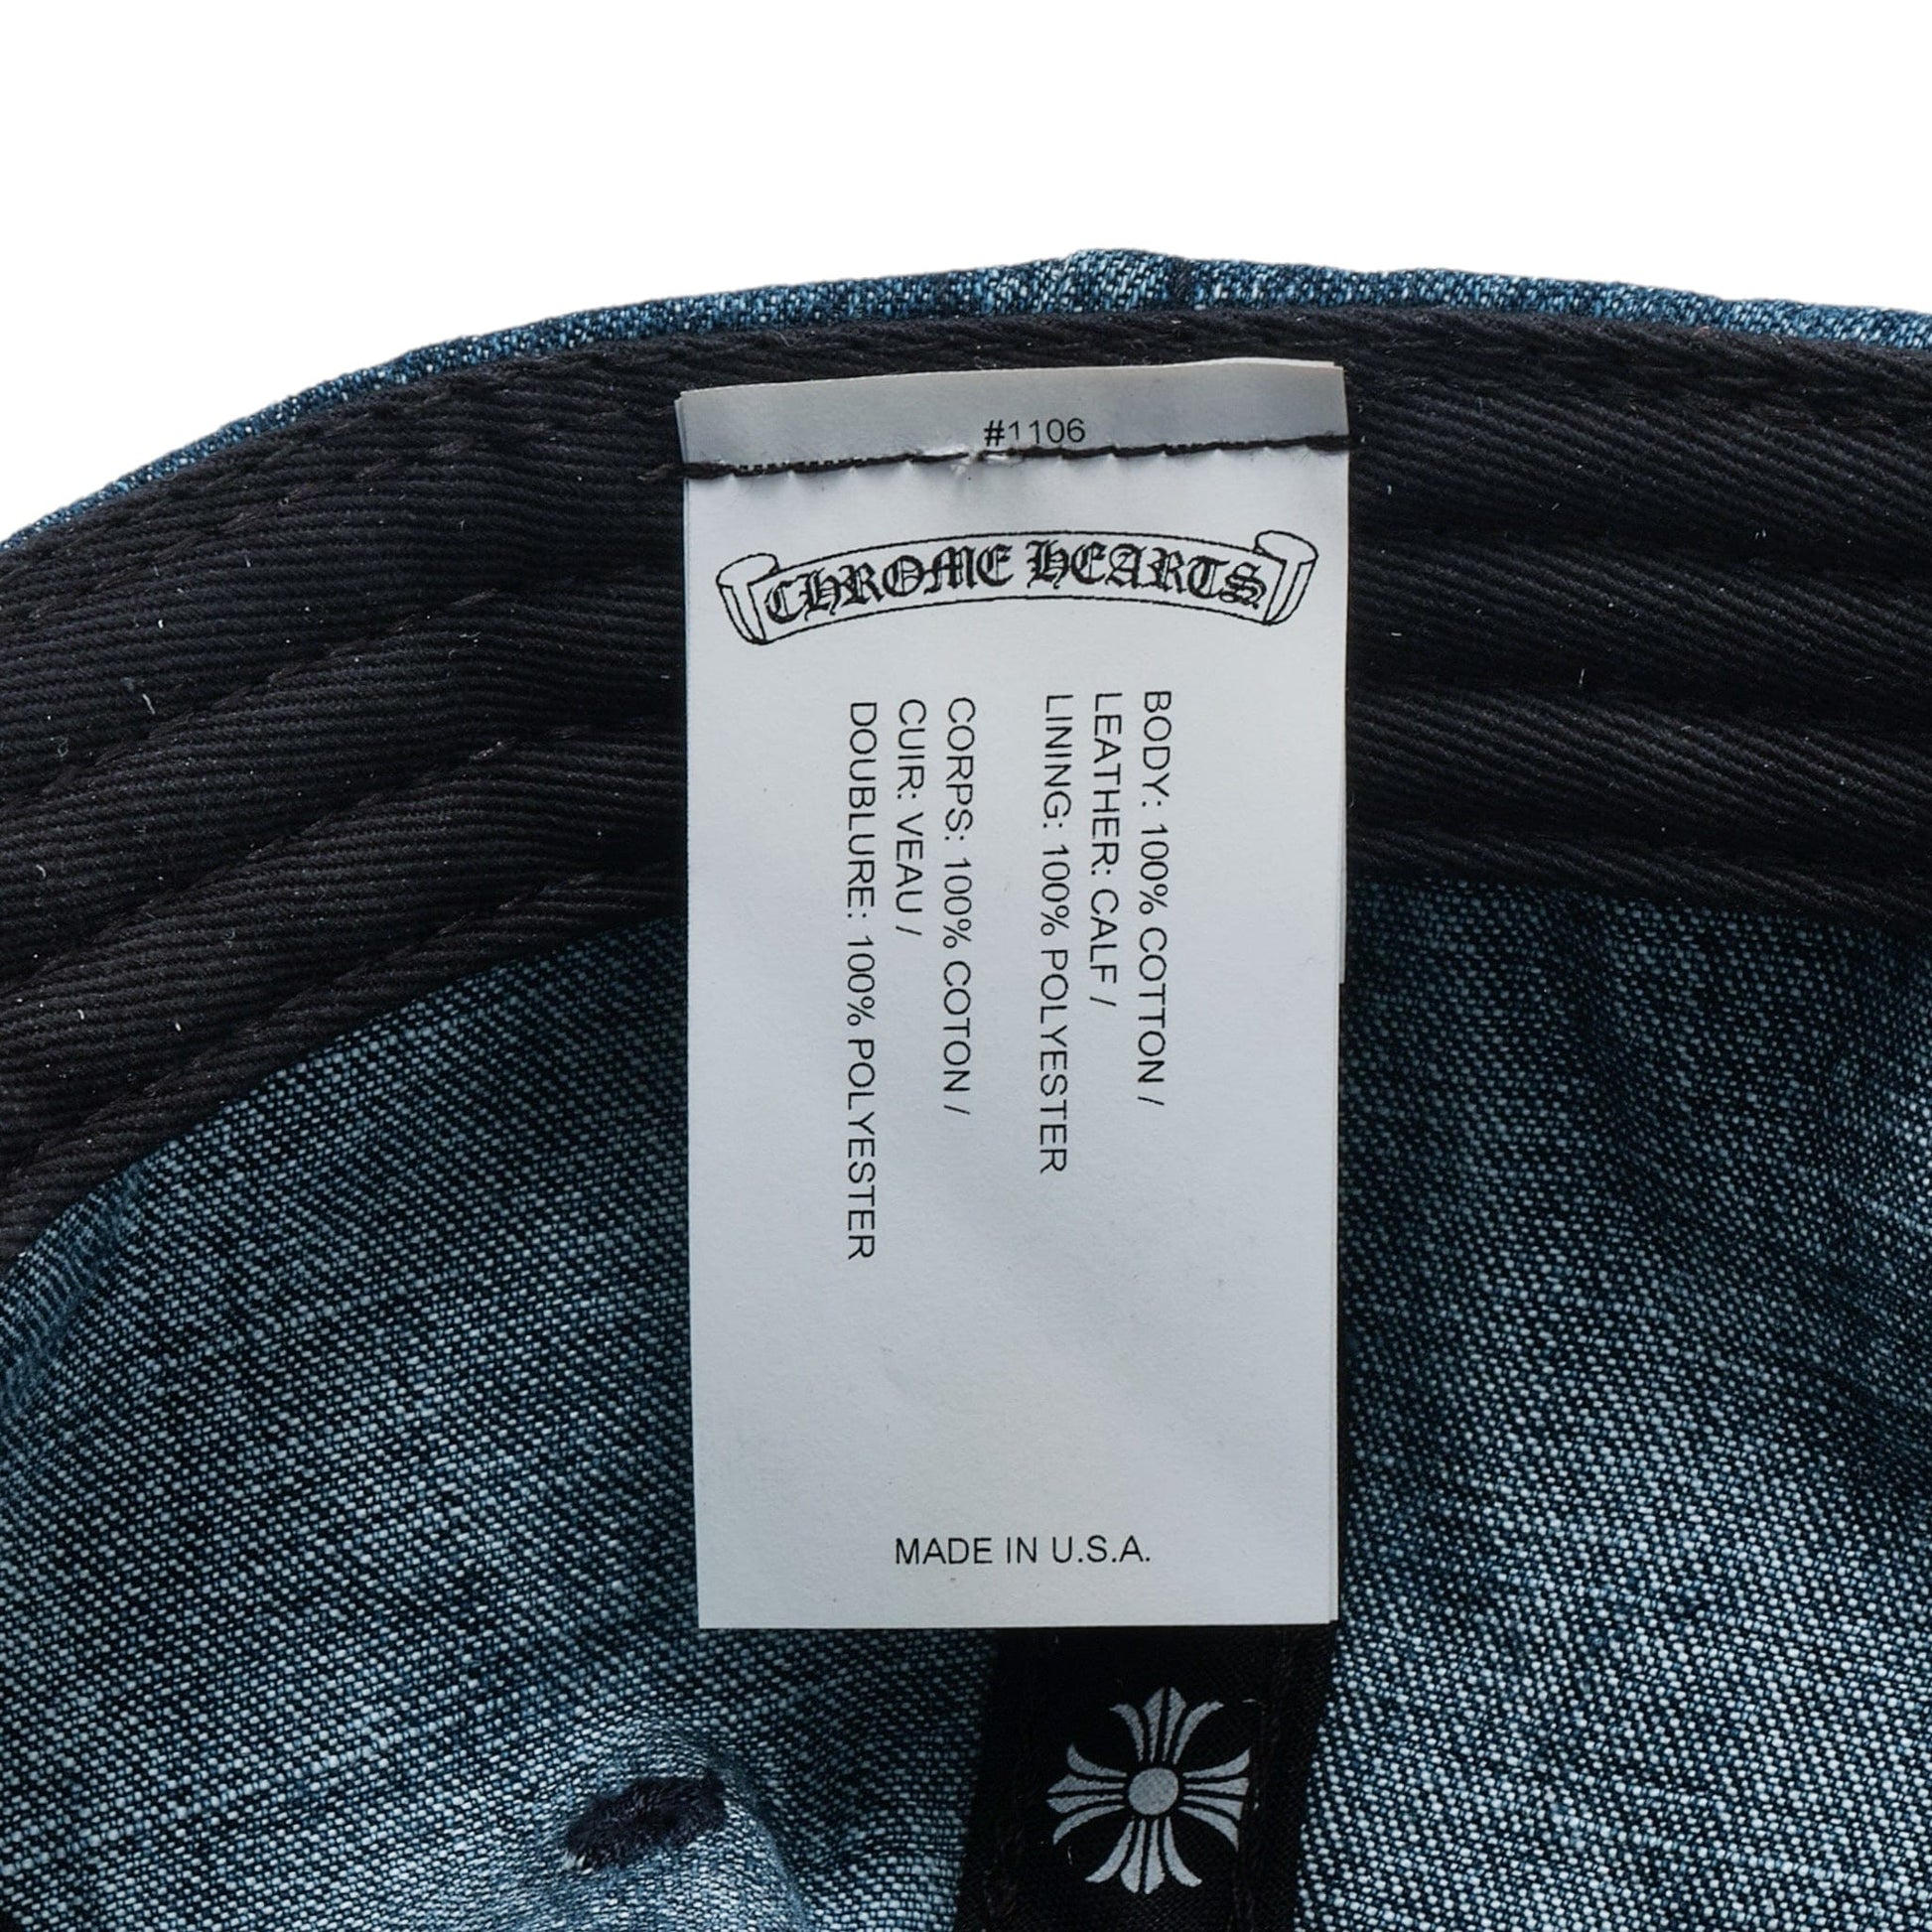 #1106
CHROME HEARTS
BODY: 100% COTTON /
LEATHER: CALF /
LINING: 100% POLYESTER
CORPS: 100% COTON /
CUIR: VEAU /
DOUBLURE: 100% POLYESTER
MADE IN U.S.A.